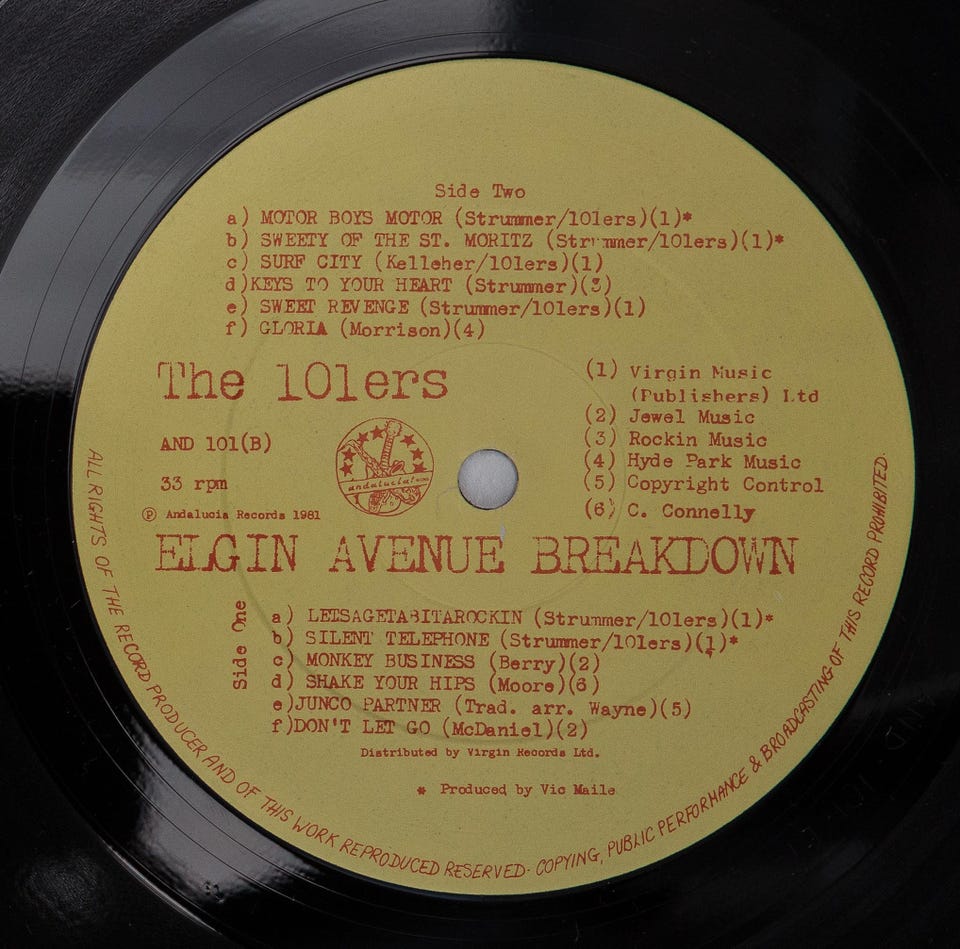 Side Two
a) MOTOR BOYS MOTOR (Strummer/101ers)(1)*
b) SWEETY OF THE ST. MORITZ (Strummer/101ers)(1)*
c) SURF CITY (Kelleher/101ers)(1)
d)KEYS TO YOUR HEART (Strummer)(3)
e) SWEET REVENGE (Strummer/101ers)(1)
f) GLORIA (Morrison)(4)
The 101ers
AND 101(B)
33 rpm
Ⓟ Andalucia Records 1981
andalucia!
(1) Virgin Music
(Publishers) Ltd
(2) Jewel Music
(3) Rockin Music
(4) Hyde Park Music
(5) Copyright Control
(6) C. Connelly
ELGIN AVENUE BREAKDOWN
Side One
a) LETSAGETABITAROCKIN (Strummer/101ers)(1)*
b) SILENT TELEPHONE (Strummer/101ers)(1)*
c) MONKEY BUSINESS (Berry)(2)
d) SHAKE YOUR HIPS (Moore)(6)
e)JUNCO PARTNER (Trad. arr. Wayne)(5)
f)DON'T LET GO (McDaniel)(2)
Distributed by Virgin Records Ltd.
* Produced by Vic Maile
ALL RIGHTS OF THE RECORD PRODUCER AND OF THIS WORK REPRODUCED RESERVED- COPYING, PUBLIC PERFORMANCE & BROADCASTING OF THIS RECORD PROHIBITED.